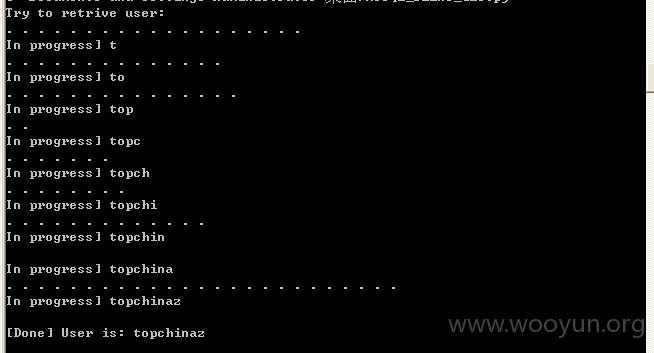 Try to retrive user:
. . . . . . . . . . . . . . . . . . .
In progress] t
. . . . . . . . . . . . . .
In progress] to
. . . . . . . . . . . . . . .
In progress] top
. .
In progress] topc
. . . . . . .
In progress] topch
. . . . . . . .
In progress] topchi
. . . . . . . . . . . . .
In progress] topchin
In progress] topchina
. . . . . . . . . . . . . . . . . . . . . . . . .
In progress] topchinaz
[Done] User is: topchinaz
www.wooyun.org